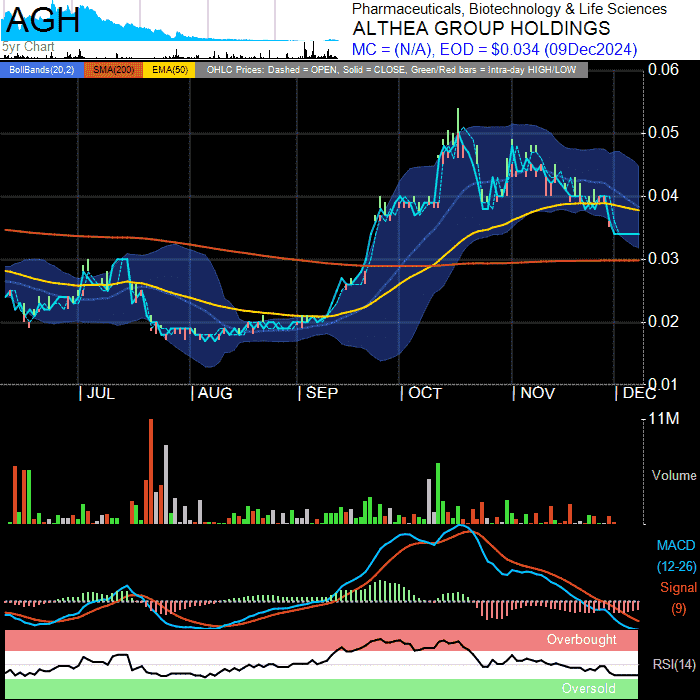 AGH
5yr Chart
Pharmaceuticals, Biotechnology & Life Sciences
ALTHEA GROUP HOLDINGS
MC = (N/A), EOD = $0.034 (09Dec2024)
BollBands(20,2) SMA(200) EMA(50) OHLC Prices: Dashed = OPEN, Solid = CLOSE, Green/Red bars = Intra-day HIGH/LOW
0.06
0.05
0.04
0.03
0.02
0.01
JUL AUG SEP OCT NOV DEC
11M
Volume
MACD
(12-26)
Signal
(9)
Overbought
RSI(14)
Oversold